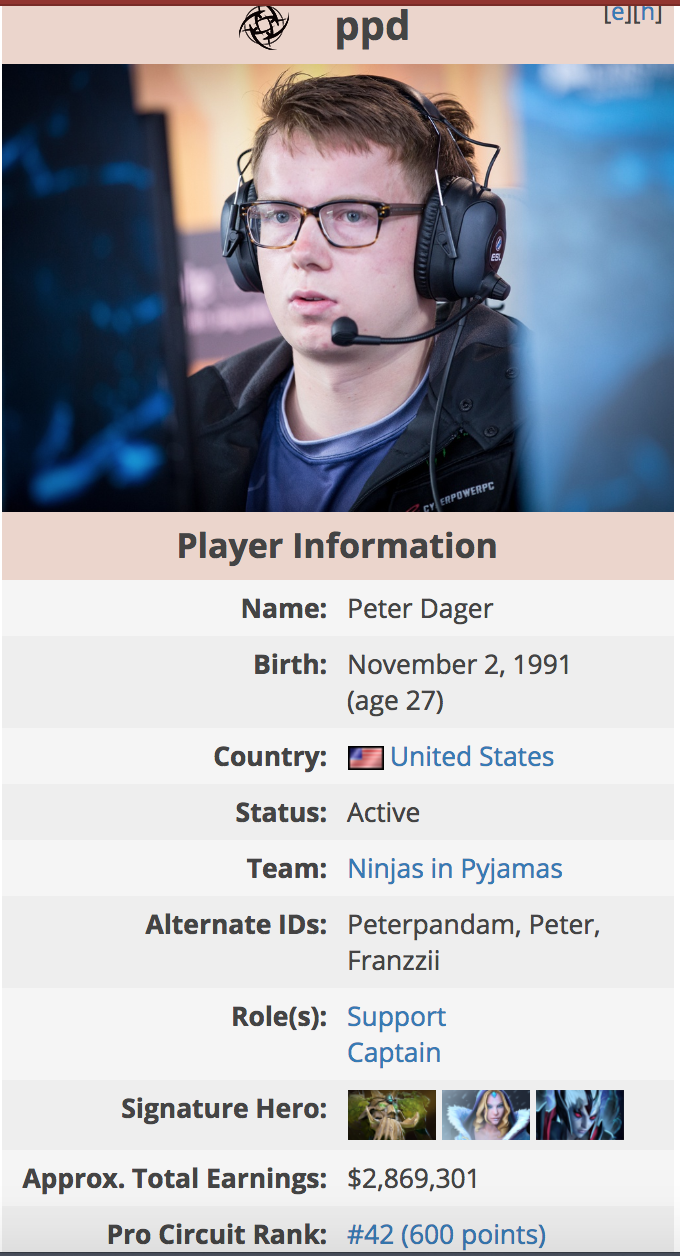 ppd
[e][h]
ESL
CYBERPOWERPC
Player Information
Name: Peter Dager
Birth: November 2, 1991
(age 27)
Country: United States
Status: Active
Team: Ninjas in Pyjamas
Alternate IDs: Peterpandam, Peter,
Franzzii
Role(s): Support
Captain
Signature Hero:
Approx. Total Earnings: $2,869,301
Pro Circuit Rank: #42 (600 points)